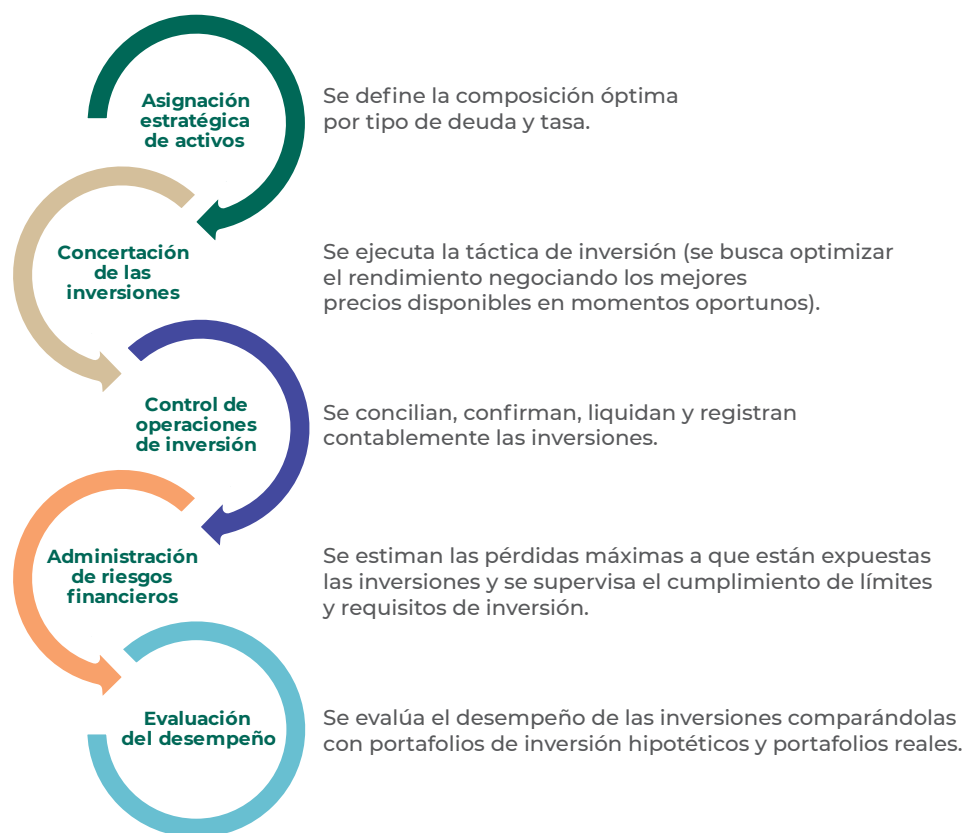 Asignación
estratégica
de activos
Se define la composición óptima
por tipo de deuda y tasa.
Concertación
de las
inversiones
Se ejecuta la táctica de inversión (se busca optimizar
el rendimiento negociando los mejores
precios disponibles en momentos oportunos).
Control de
operaciones
de inversión
Se concilian, confirman, liquidan y registran
contablemente las inversiones.
Administración
de riesgos
financieros
Se estiman las pérdidas máximas a que están expuestas
las inversiones y se supervisa el cumplimiento de límites
y requisitos de inversión.
Evaluación
del desempeño
Se evalúa el desempeño de las inversiones comparándolas
con portafolios de inversión hipotéticos y portafolios reales.